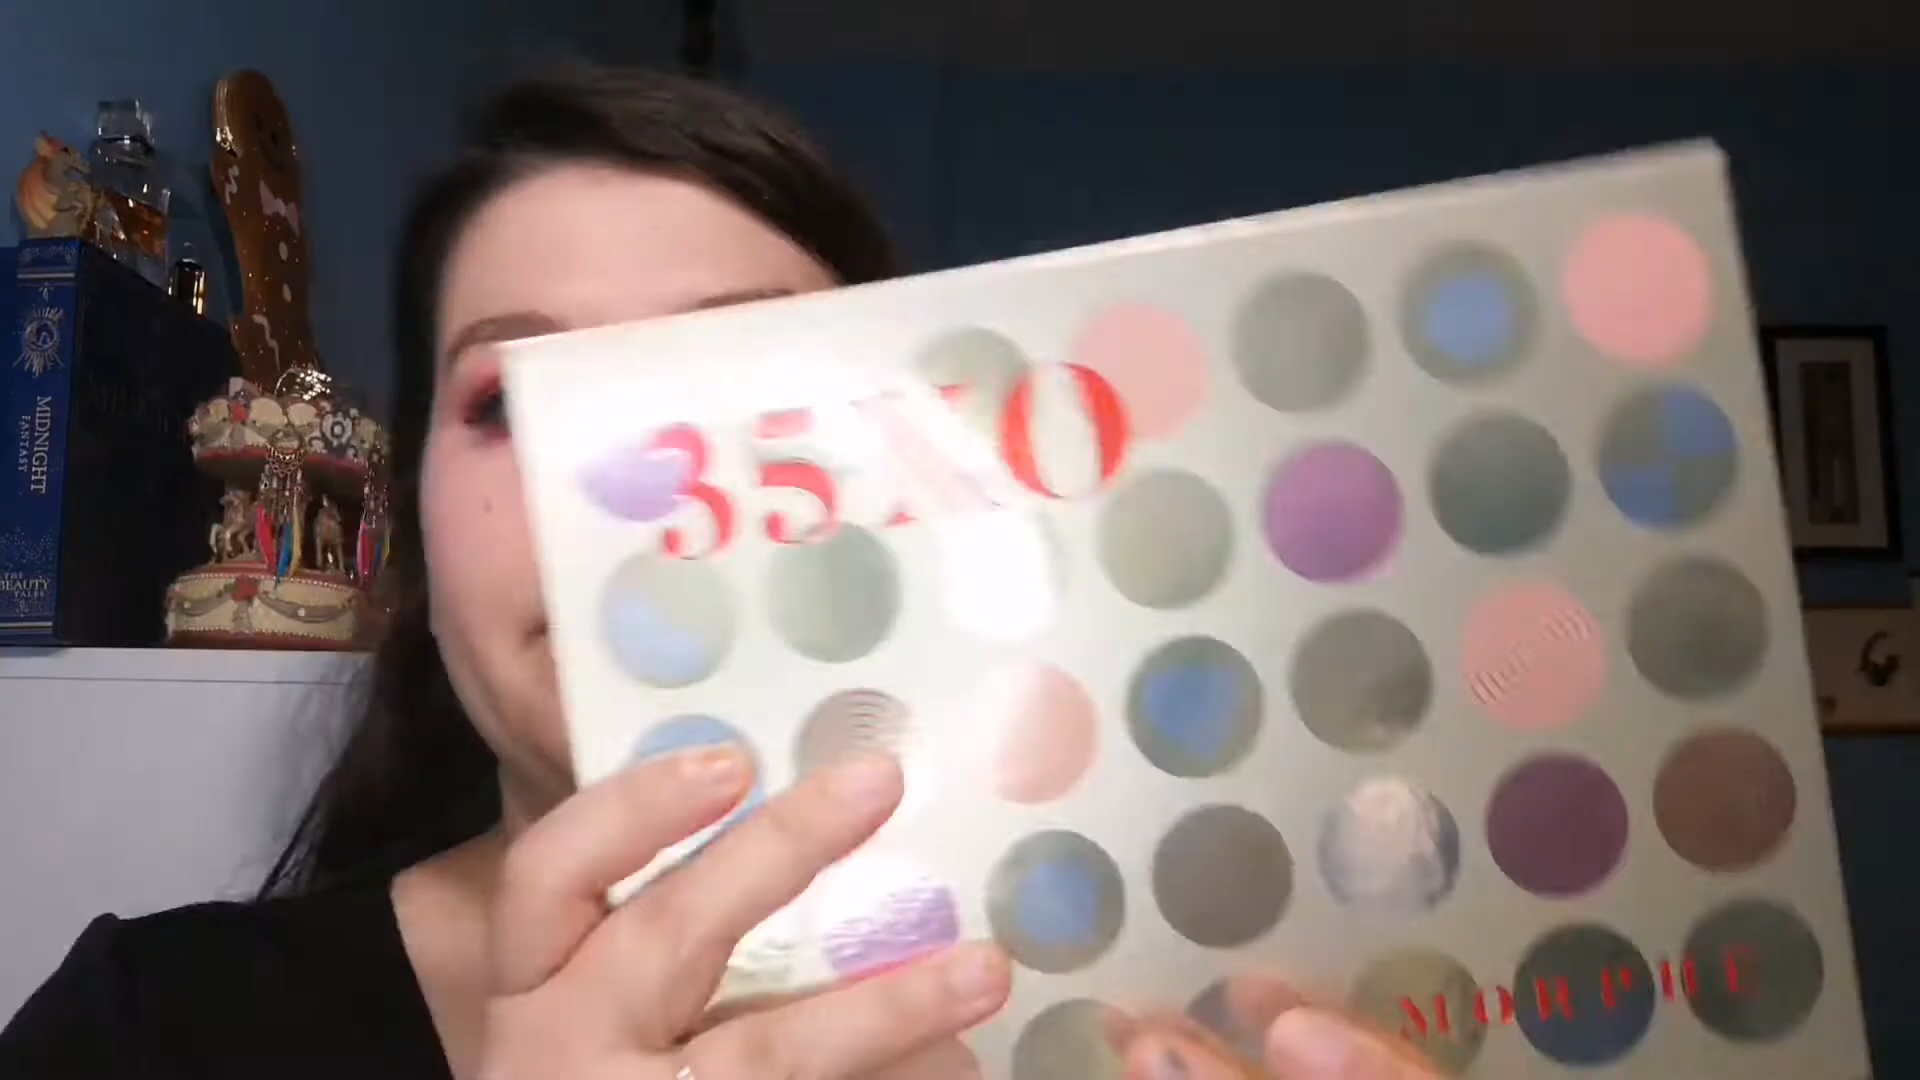 35XO
MORPHE
MIDNIGHT
FANTASY
THE
BEAUTY
TALES